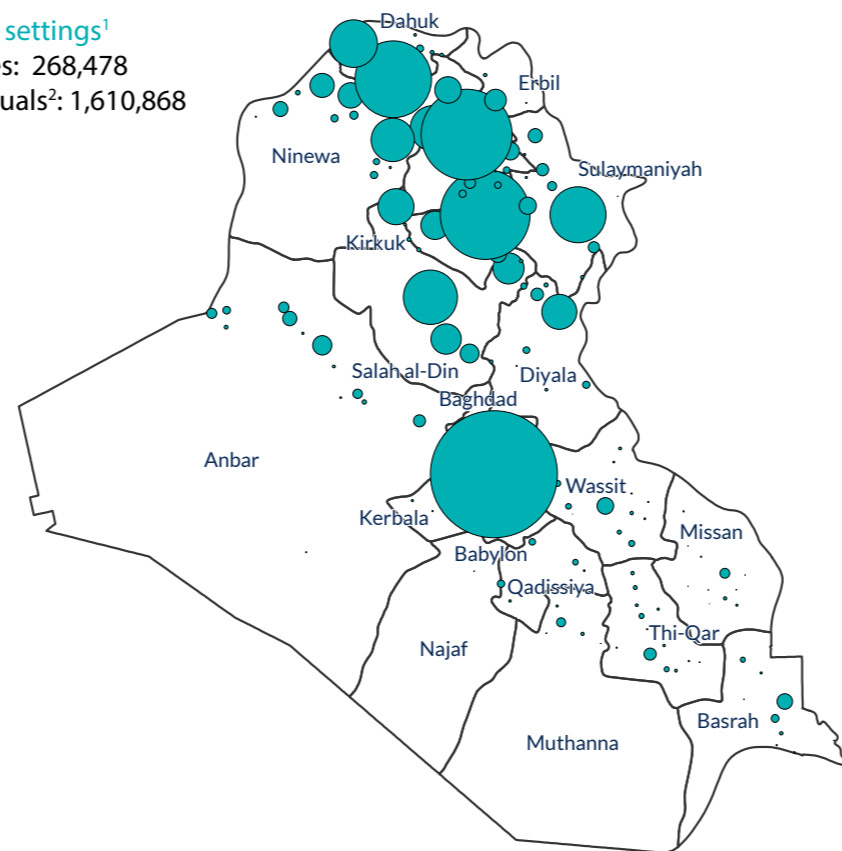 settings¹
es: 268,478
uals²: 1,610,868
Dahuk
Erbil
Ninewa
Sulaymaniyah
Kirkuk
Salah al-Din
Diyala
Baghdad
Anbar
Wassit
Kerbala
Missan
Babylon
Qadissiya
Najaf
Thi-Qar
Basrah
Muthanna